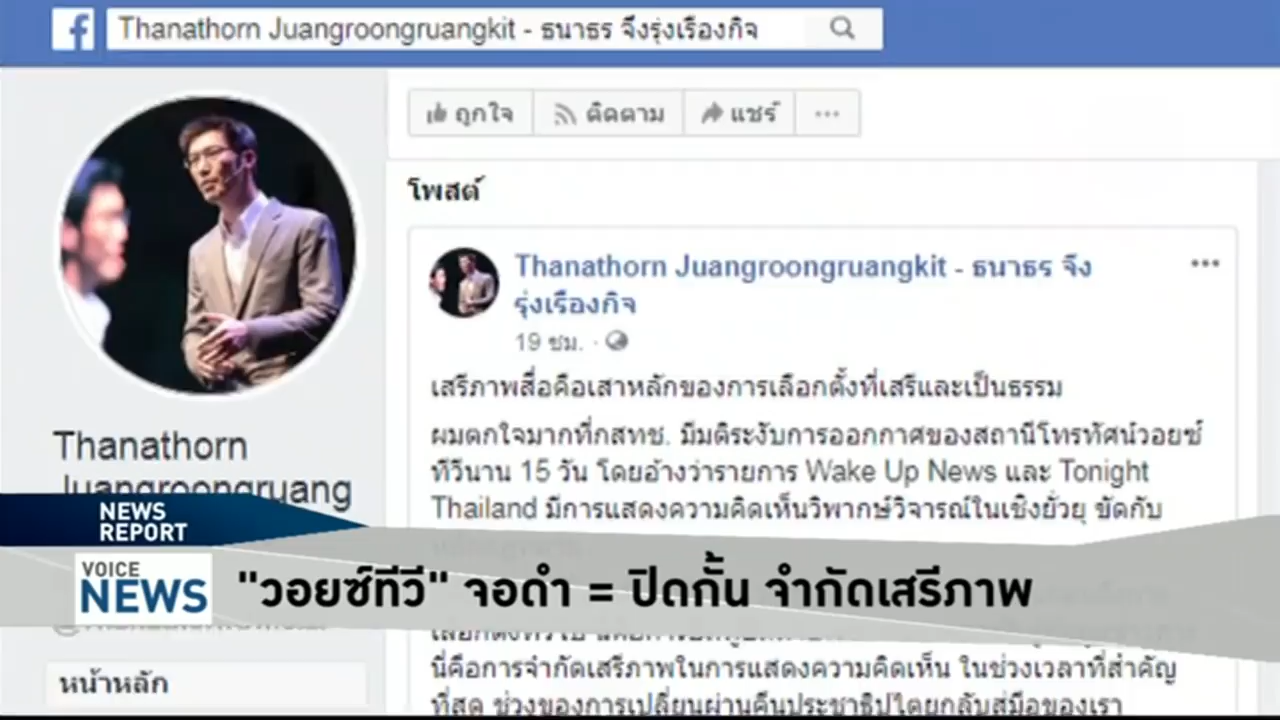 Thanathorn Juangroongruangkit - ธนาธร จึงรุ่งเรืองกิจ
ถูกใจ
ติดตาม
แชร์
...
โพสต์
Thanathorn Juangroongruangkit - ธนาธร จึง
รุ่งเรืองกิจ
19 ชม.
เสรีภาพสื่อคือเสาหลักของการเลือกตั้งที่เสรีและเป็นธรรม
ผมตกใจมากที่กสทช. มีมติระงับการออกอากาศของสถานีโทรทัศน์วอยซ์
ทีวีนาน 15 วัน โดยอ้างว่ารายการ Wake Up News และ Tonight
Thailand มีการแสดงความคิดเห็นวิพากษ์วิจารณ์ในเชิงยั่วยุ ขัดกับ
Thanathorn
Juangroongruang
NEWS
REPORT
VOICE
NEWS
"วอยซ์ทีวี" จอดำ = ปิดกั้น จำกัดเสรีภาพ
นี่คือการจำกัดเสรีภาพในการแสดงความคิดเห็น ในช่วงเวลาที่สำคัญ
ที่สุด ช่วงของการเปลี่ยนผ่านคืนประชาธิปไตยกลับสู่มือของเรา
หน้าหลัก